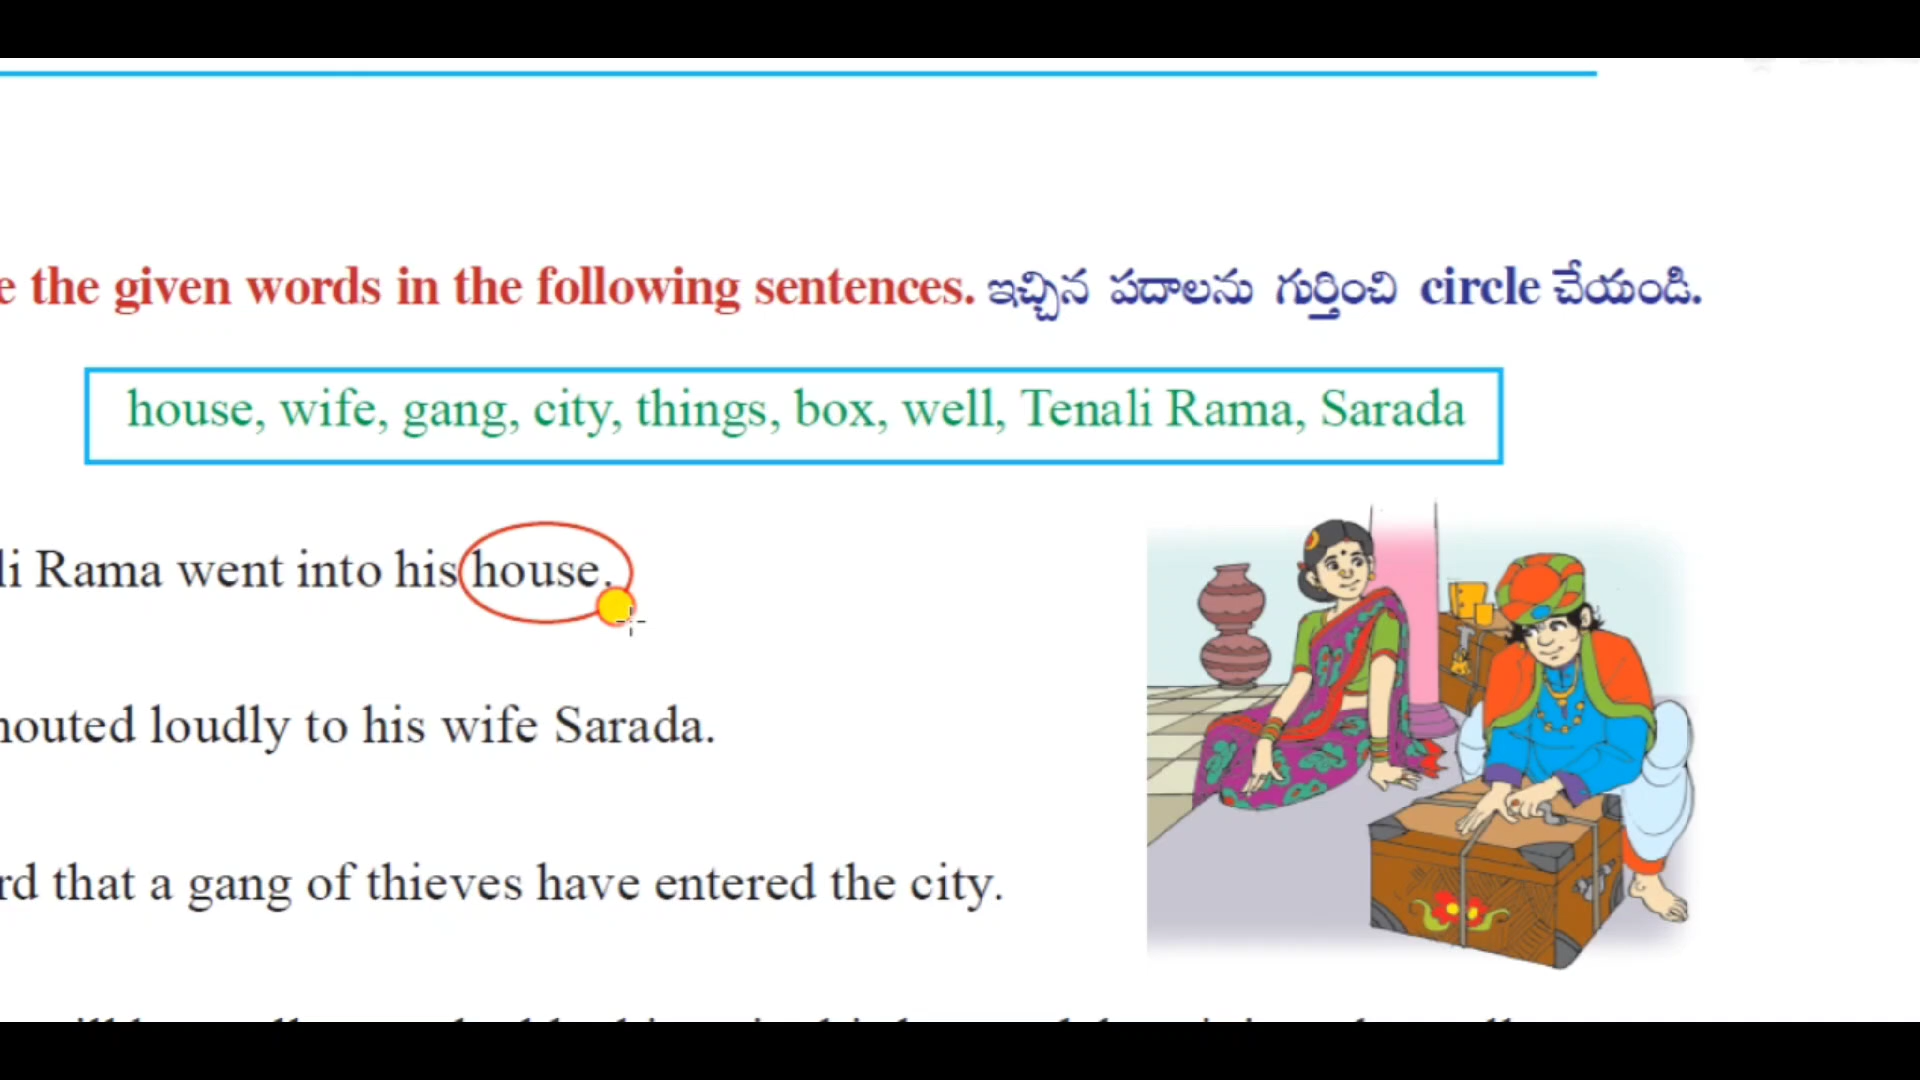 e the given words in the following sentences. ఇచ్చిన పదాలను గుర్తించి circle చేయండి.
house, wife, gang, city, things, box, well, Tenali Rama, Sarada
li Rama went into his house.
houted loudly to his wife Sarada.
rd that a gang of thieves have entered the city.